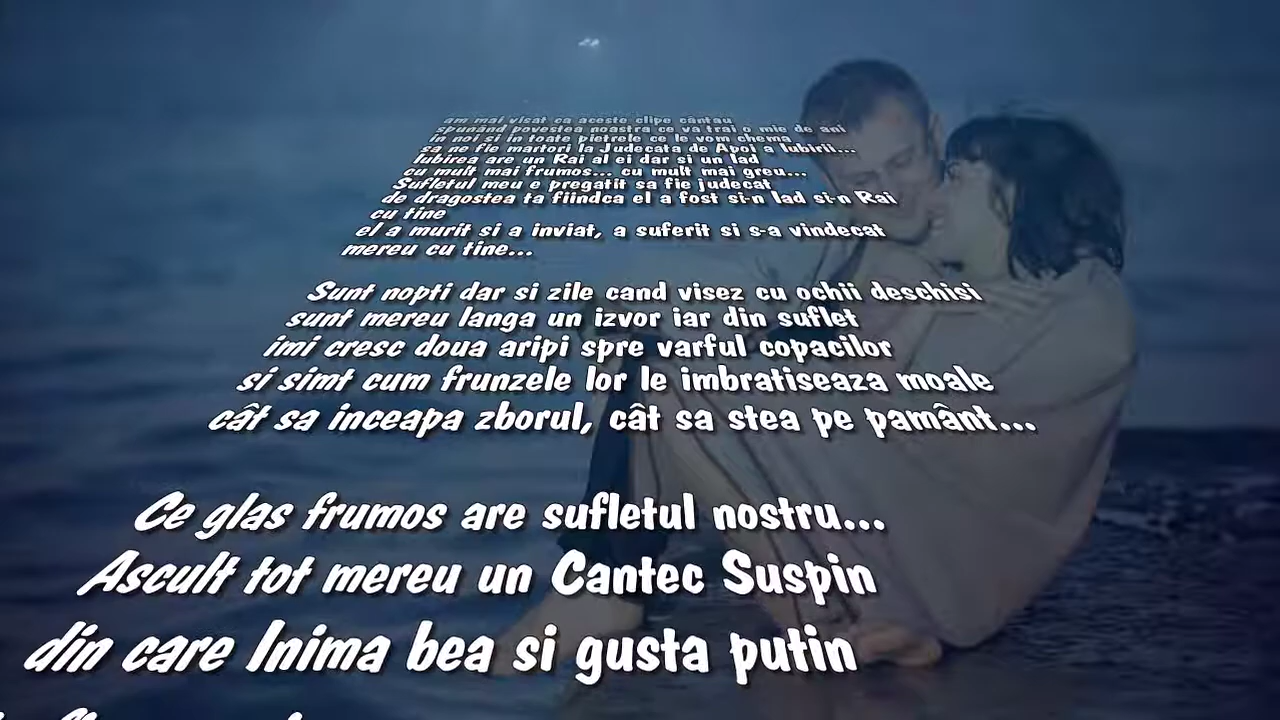 am mai visat ca aceste clipe cântau
spunând povestea noastra ce va trai o mie de ani
in noi si in toate pietrele ce le vom chema
sa ne fie martori la Judecata de Apoi a Iubirii...
Iubirea are un Rai al ei dar si un Iad
cu mult mai frumos... cu mult mai greu...
Sufletul meu e pregatit sa fie judecat
de dragostea ta fiindca el a fost si-n Iad si-n Rai
cu tine
el a murit si a inviat, a suferit si s-a vindecat
mereu cu tine...
Sunt nopti dar si zile cand visez cu ochii deschisi
sunt mereu langa un izvor iar din suflet
imi cresc doua aripi spre varful copacilor
si simt cum frunzele lor le imbratiseaza moale
cât sa inceapa zborul, cât sa stea pe pamânt...
Ce glas frumos are sufletul nostru...
Ascult tot mereu un Cantec Suspin
din care Inima bea si gusta putin